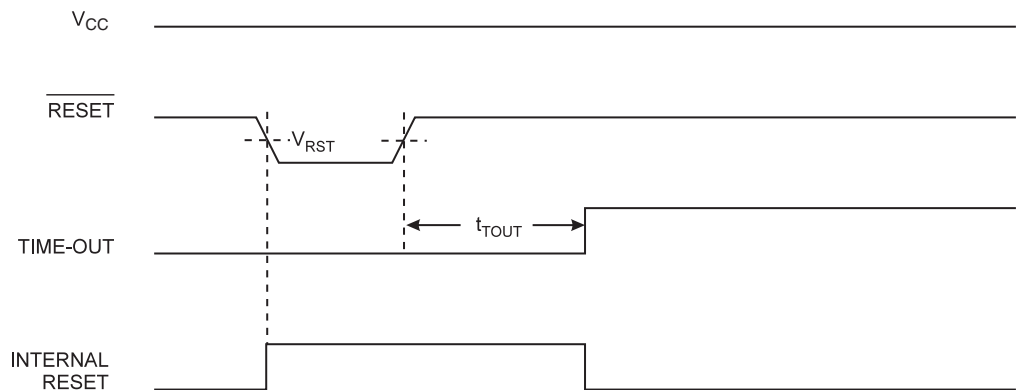 VCC
RESET
VRST
tTOUT
TIME-OUT
INTERNAL
RESET